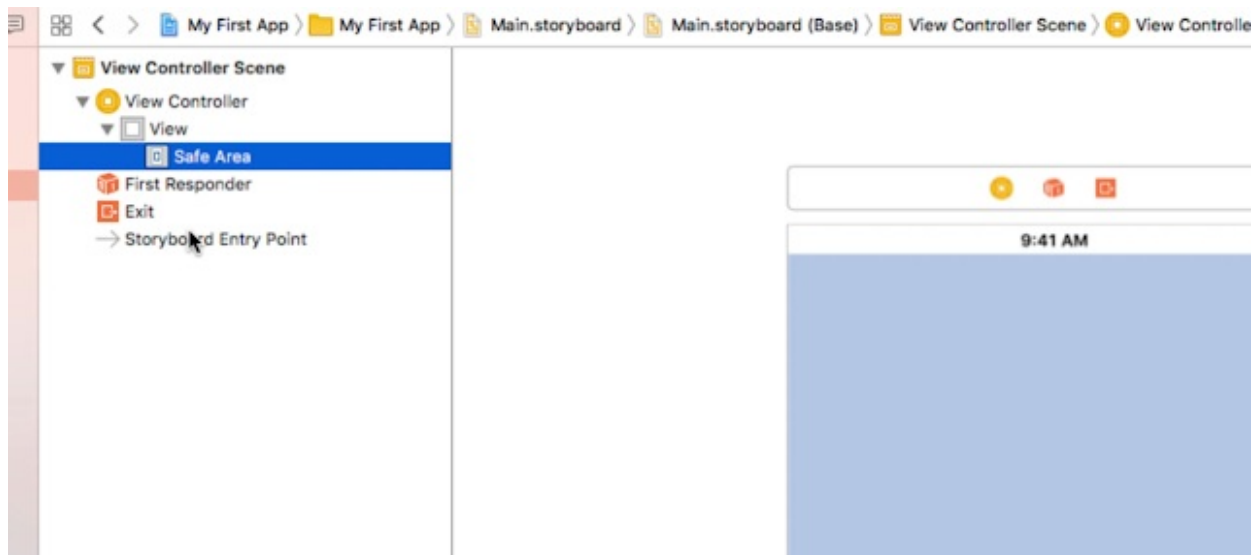 My First App 〉 My First App 〉 Main.storyboard 〉 Main.storyboard (Base) 〉 View Controller Scene 〉 View Controlle
View Controller Scene
View Controller
View
Safe Area
First Responder
Exit
Storyboard Entry Point
9:41 AM